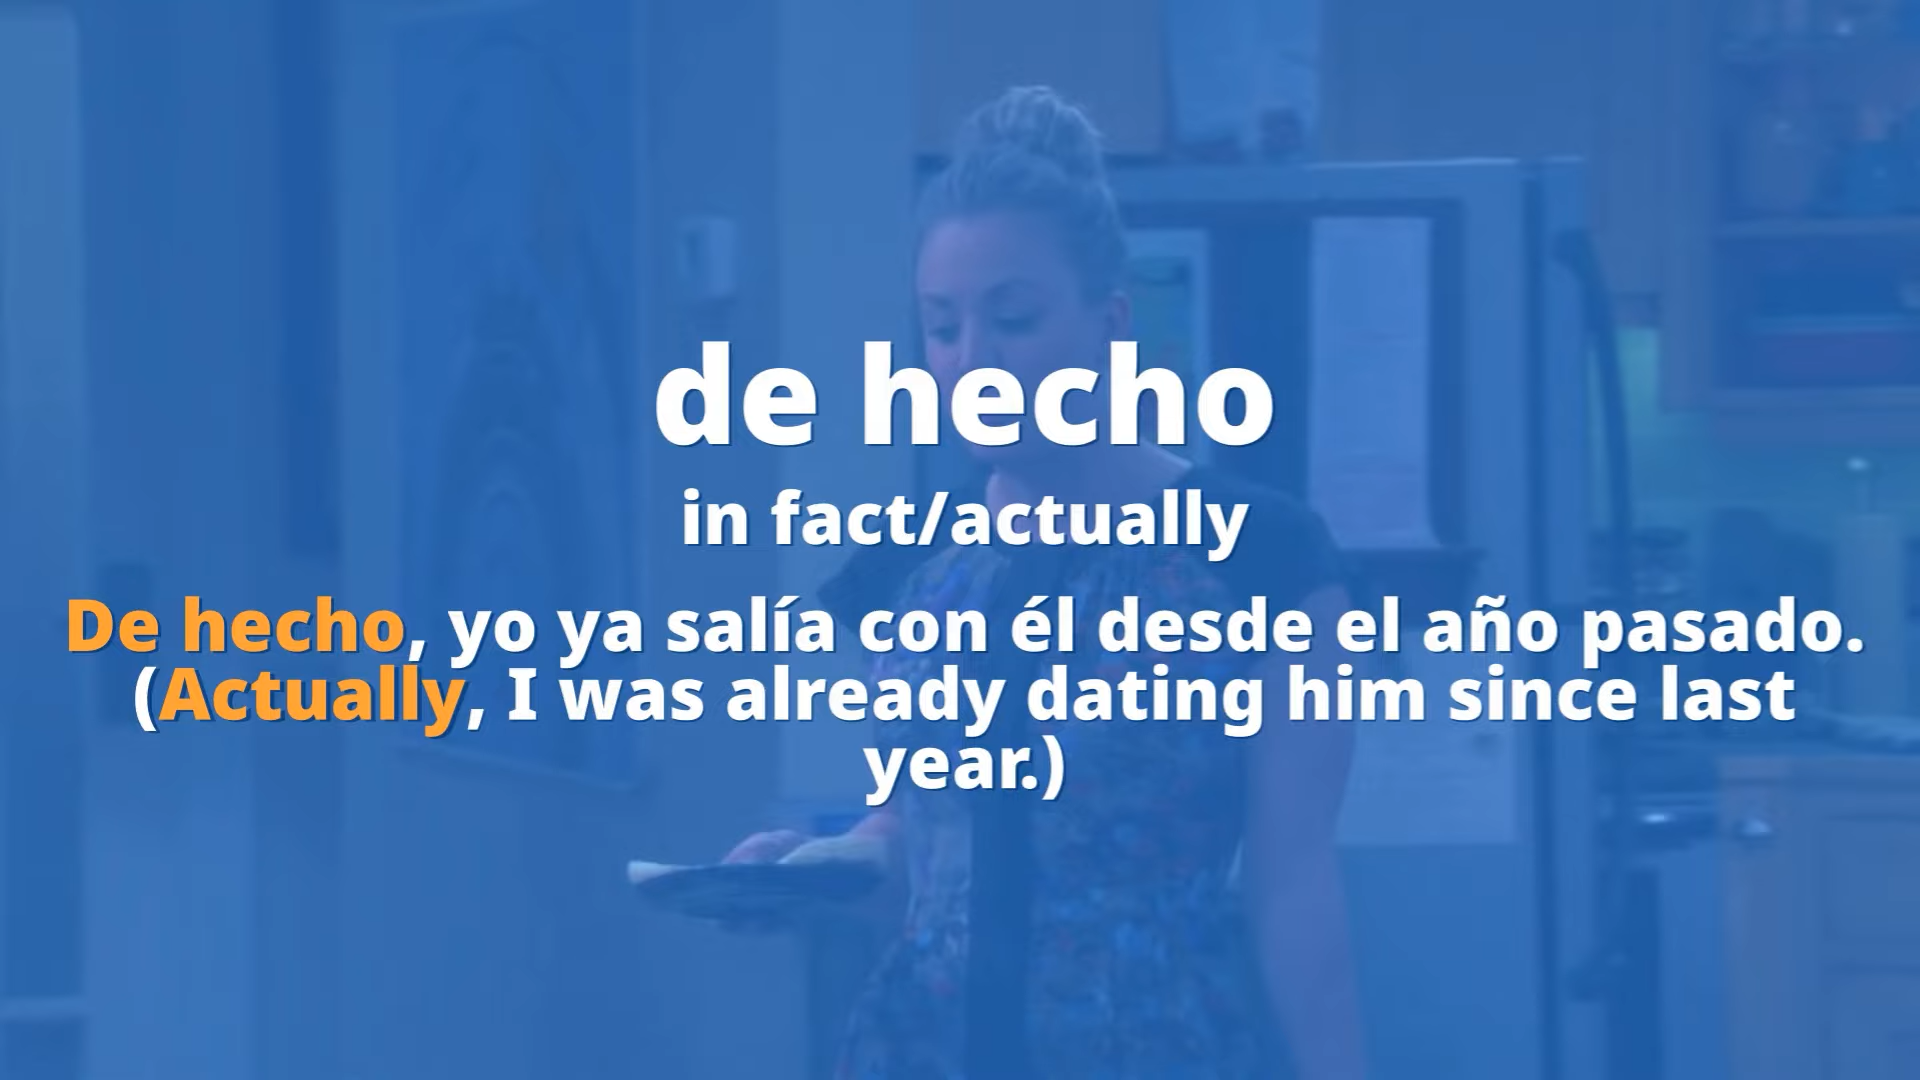 de hecho
in fact/actually
De hecho, yo ya salía con él desde el año pasado.
(Actually, I was already dating him since last
year.)